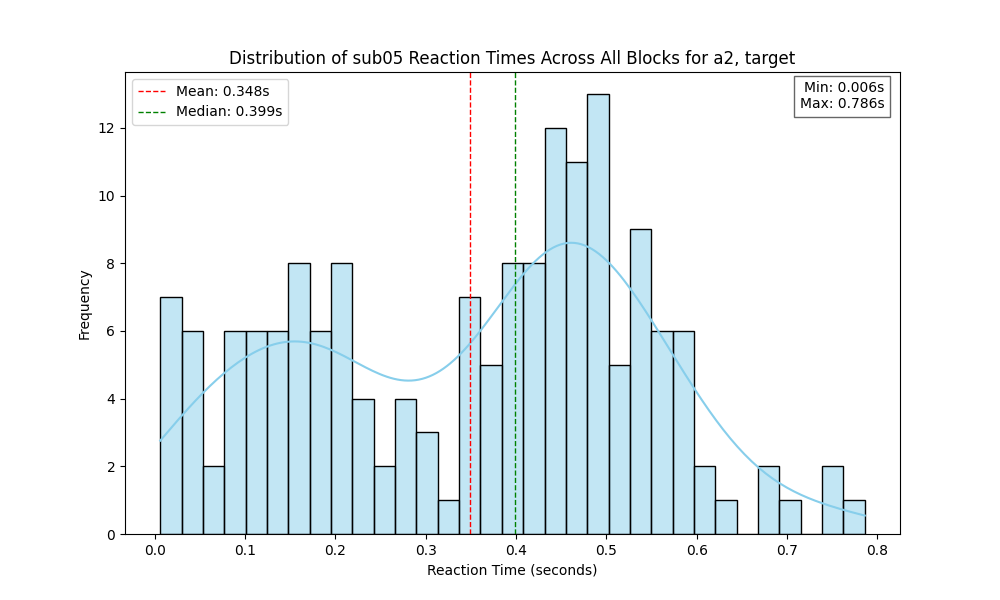 Distribution of sub05 Reaction Times Across All Blocks for a2, target
Mean: 0.348s
Median: 0.399s
Min: 0.006s
Max: 0.786s
Frequency
12
10
8
6
4
2
0
0.0 0.1 0.2 0.3 0.4 0.5 0.6 0.7 0.8
Reaction Time (seconds)